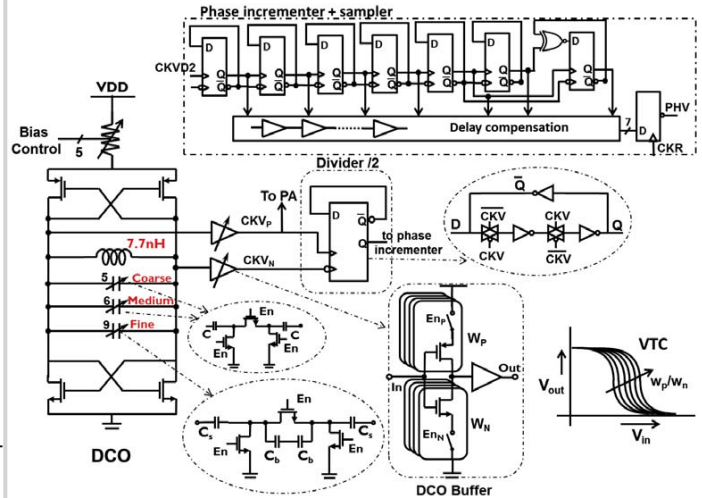 Phase incrementer + sampler
D D D D D D D
CKVD2
Q Q Q Q Q Q Q
Q̅ Q̅ Q̅ Q̅ Q̅ Q̅ Q̅
Delay compensation
7
D
PHV
CKR
VDD
Bias
Control
5
Divider /2
To PA
CKVP
CKVN
D
Q̅
Q
to phase
incrementer
Q̅
D
C̅K̅V̅
CKV
CKV
C̅K̅V̅
Q
7.7nH
5
Coarse
6
Medium
9
Fine
En
C
C
En
En
En
Cs
Cs
En
Cb
Cb
En
DCO
EnP
WP
In
Out
WN
EnN
DCO Buffer
VTC
Vout
wp/wn
Vin